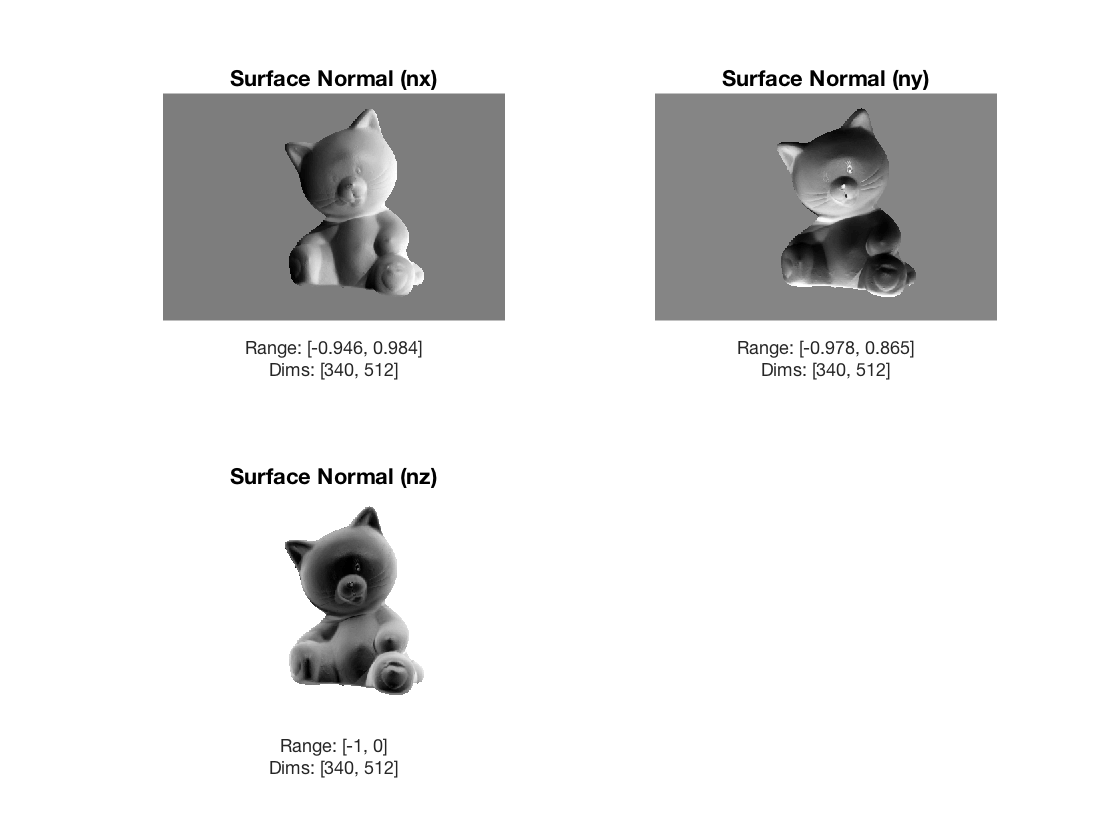 Surface Normal (nx)
Range: [-0.946, 0.984]
Dims: [340, 512]
Surface Normal (ny)
Range: [-0.978, 0.865]
Dims: [340, 512]
Surface Normal (nz)
Range: [-1, 0]
Dims: [340, 512]